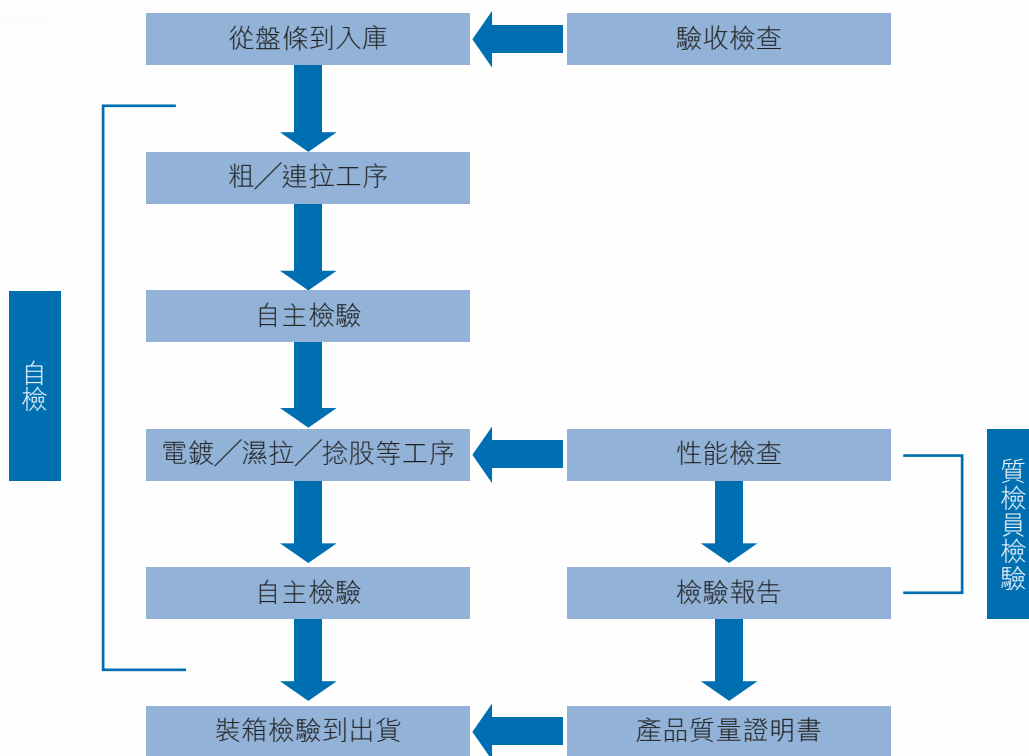 從盤條到入庫
驗收檢查
粗／連拉工序
自主檢驗
自檢
電鍍／濕拉／捻股等工序
性能檢查
質檢員檢驗
自主檢驗
檢驗報告
裝箱檢驗到出貨
產品質量證明書